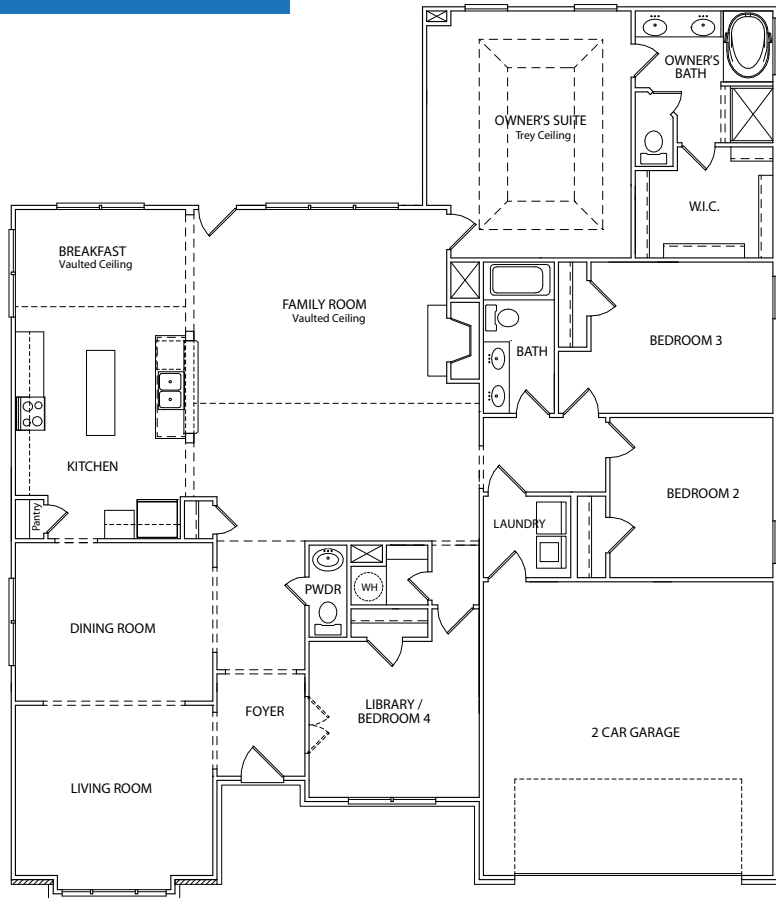 OWNER'S
BATH
OWNER'S SUITE
Trey Ceiling
W.I.C.
BREAKFAST
Vaulted Ceiling
FAMILY ROOM
Vaulted Ceiling
BEDROOM 3
BATH
KITCHEN
BEDROOM 2
Pantry
LAUNDRY
PWDR
WH
DINING ROOM
LIBRARY /
BEDROOM 4
FOYER
2 CAR GARAGE
LIVING ROOM